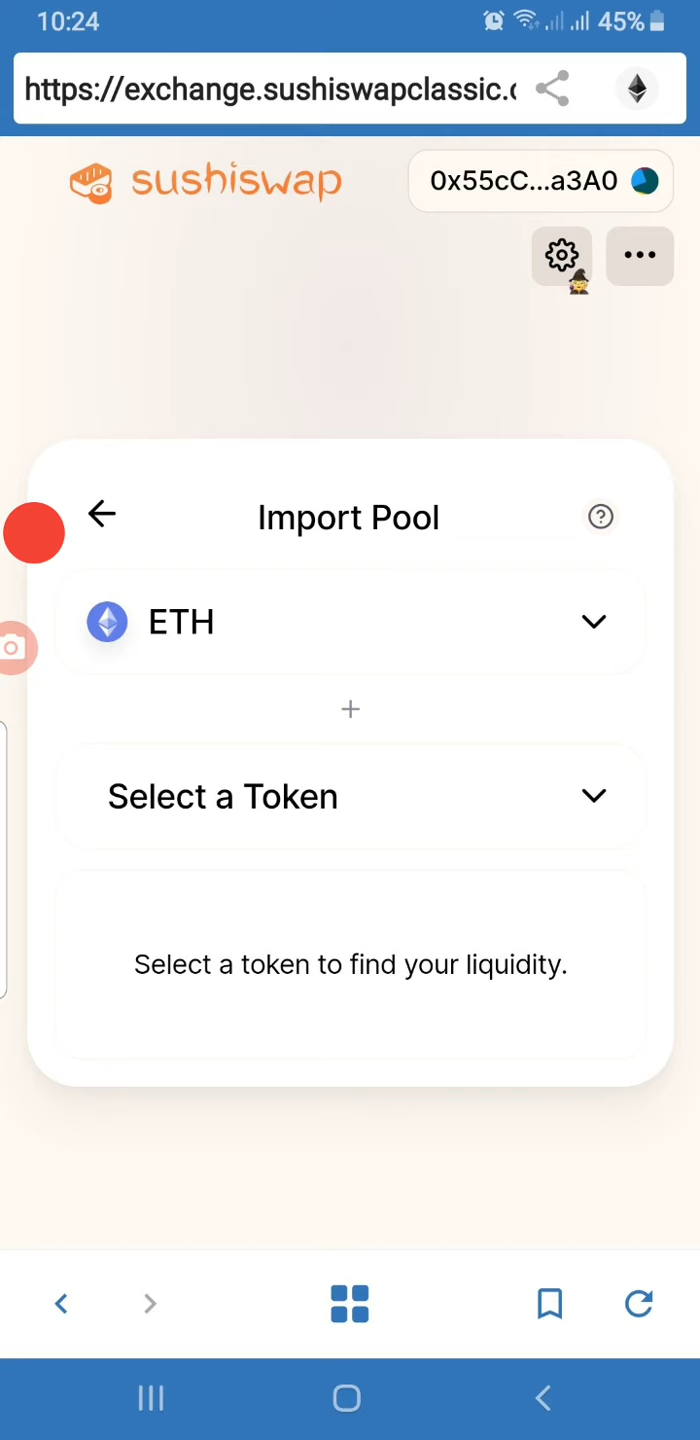 10:24
45%
https://exchange.sushiswapclassic.
sushiswap
0x55cC...a3A0
Import Pool
ETH
+
Select a Token
Select a token to find your liquidity.